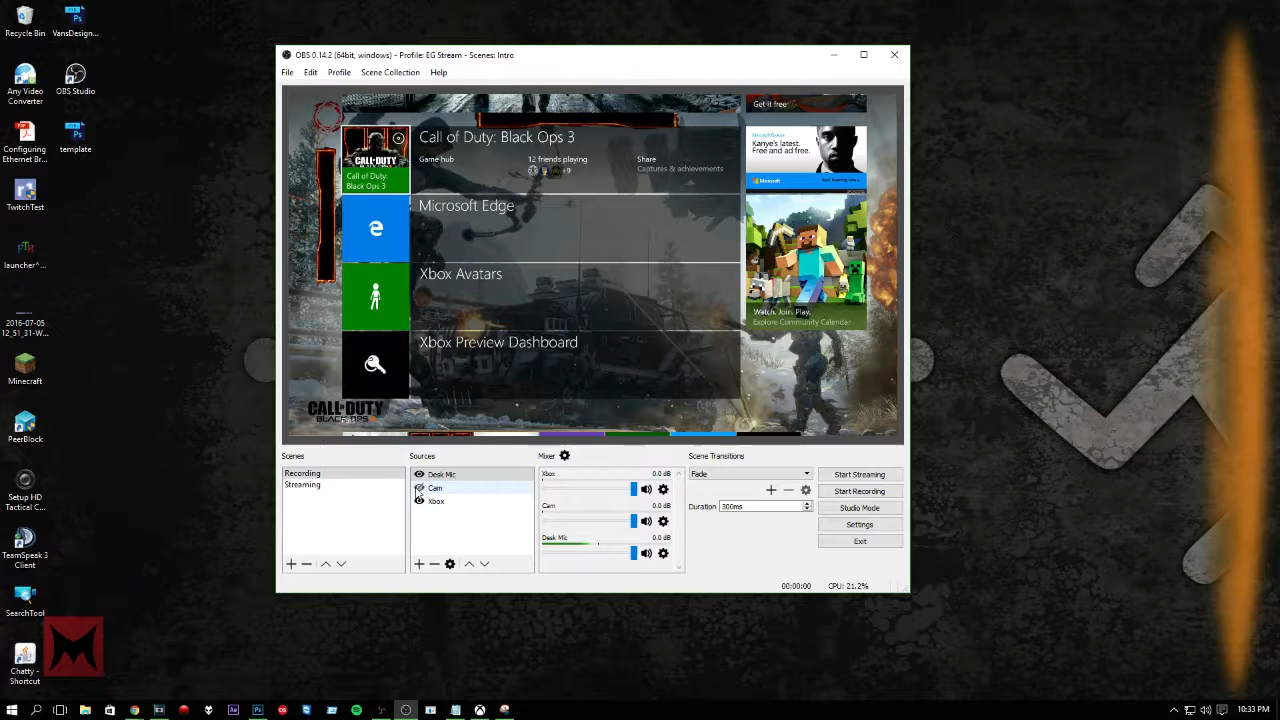 Recycle Bin
VansDesign...
Any Video
Converter
OBS Studio
Configuring
Ethernet Br...
template
TwitchTest
launcher^...
2016-07-05
12_51_31-W...
Minecraft
PeerBlock
Setup HD
Tactical C...
TeamSpeak 3
Client
SearchTool
Chatty -
Shortcut
OBS 0.14.2 (64bit, windows) - Profile: EG Stream - Scenes: Intro
File Edit Profile Scene Collection Help
Get it free
Call of Duty: Black Ops 3
Game hub
12 friends playing
+9
Share
Captures & achievements
CALL DUTY
Call of Duty:
Black Ops 3
Kanye's latest.
Free and ad free.
Microsoft
Microsoft Edge
Xbox Avatars
Xbox Preview Dashboard
Watch. Join. Play.
Explore Community Calendar
CALL DUTY
BLACK OPS
Scenes
Recording
Streaming
Sources
Desk Mic
Cam
Xbox
Mixer
Xbox 0.0 dB
Cam 0.0 dB
Desk Mic 0.0 dB
Scene Transitions
Fade
Duration 300ms
Start Streaming
Start Recording
Studio Mode
Settings
Exit
00:00:00 CPU: 21.2%
10:33 PM